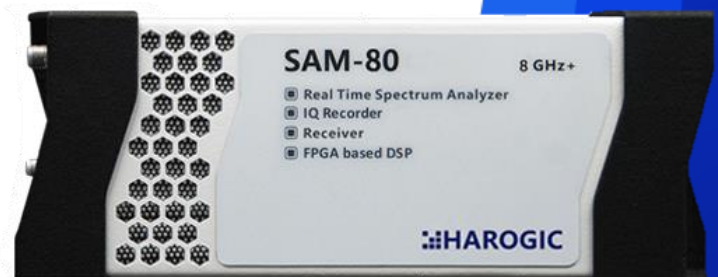 SAM-80
8 GHz+
Real Time Spectrum Analyzer
IQ Recorder
Receiver
FPGA based DSP
HAROGIC